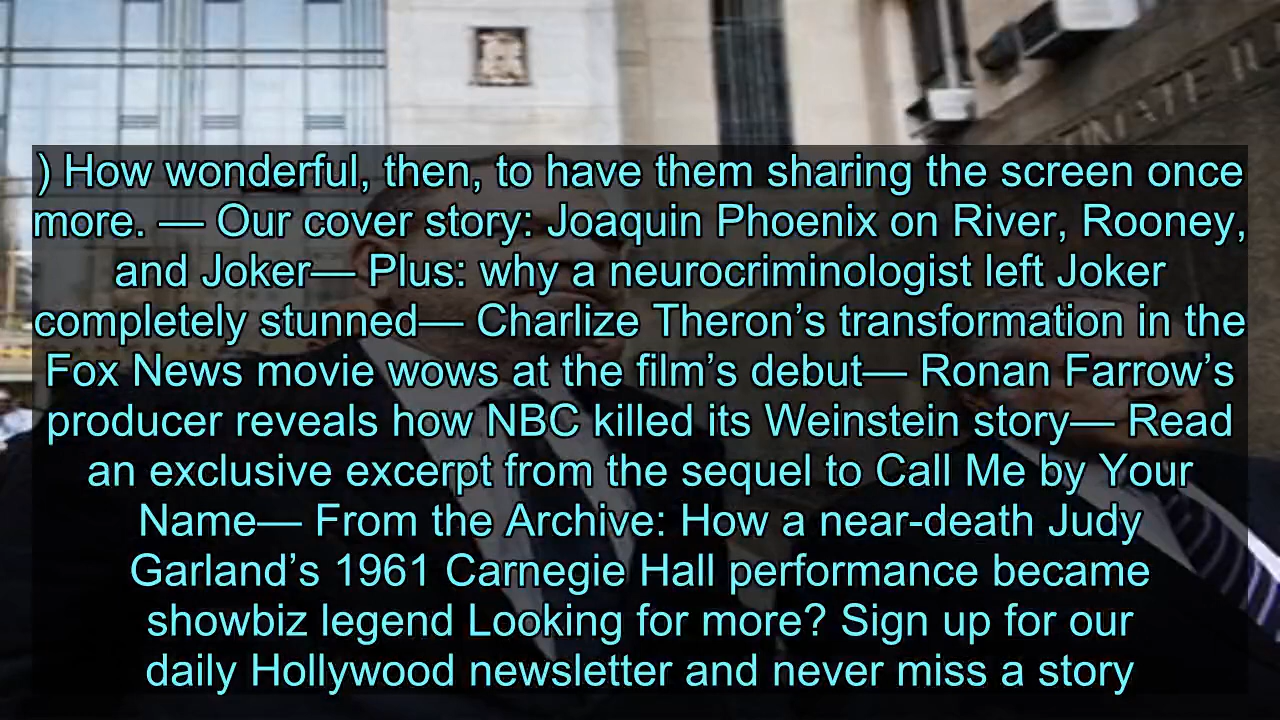 TIMATE
) How wonderful, then, to have them sharing the screen once
more. — Our cover story: Joaquin Phoenix on River, Rooney,
and Joker— Plus: why a neurocriminologist left Joker
completely stunned— Charlize Theron’s transformation in the
Fox News movie wows at the film’s debut— Ronan Farrow’s
producer reveals how NBC killed its Weinstein story— Read
an exclusive excerpt from the sequel to Call Me by Your
Name— From the Archive: How a near-death Judy
Garland’s 1961 Carnegie Hall performance became
showbiz legend Looking for more? Sign up for our
daily Hollywood newsletter and never miss a story